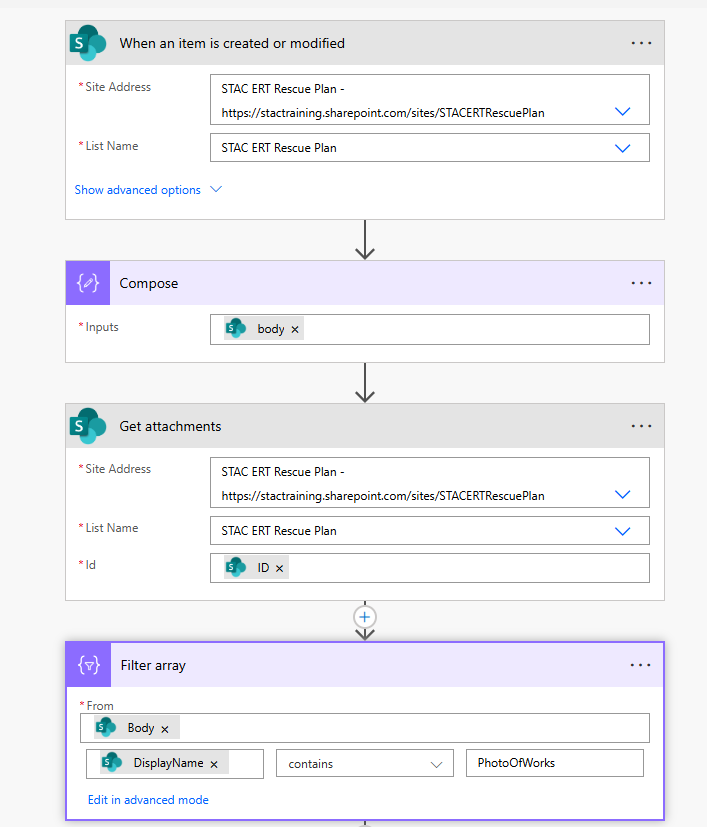 When an item is created or modified
* Site Address
STAC ERT Rescue Plan -
https://stactraining.sharepoint.com/sites/STACERTRescuePlan
* List Name
STAC ERT Rescue Plan
Show advanced options
Compose
* Inputs
body
Get attachments
* Site Address
STAC ERT Rescue Plan -
https://stactraining.sharepoint.com/sites/STACERTRescuePlan
* List Name
STAC ERT Rescue Plan
* Id
ID
Filter array
* From
Body
DisplayName contains PhotoOfWorks
Edit in advanced mode